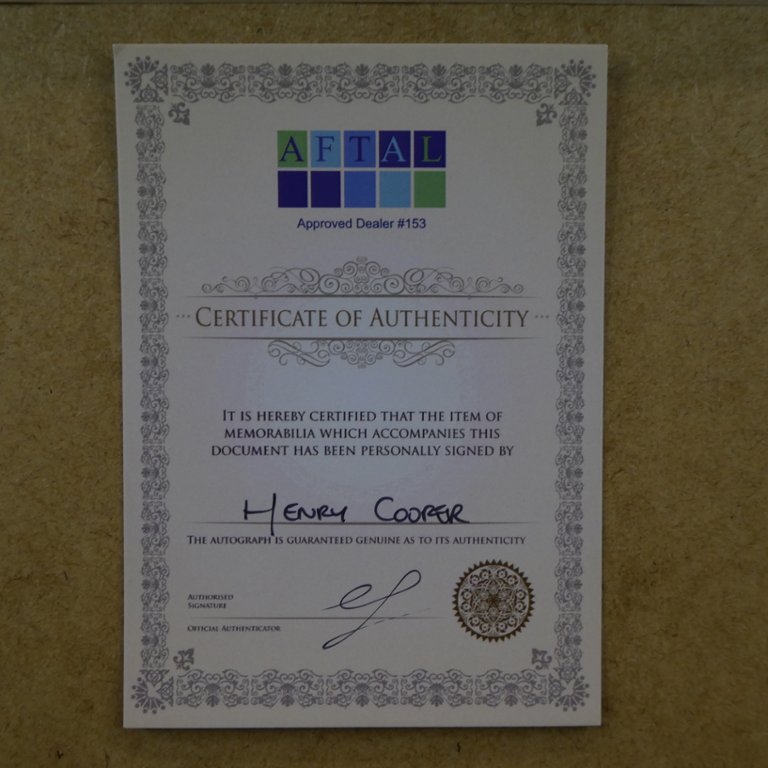 AFTAL
Approved Dealer #153
CERTIFICATE OF AUTHENTICITY
IT IS HEREBY CERTIFIED THAT THE ITEM OF
MEMORABILIA WHICH ACCOMPANIES THIS
DOCUMENT HAS BEEN PERSONALLY SIGNED BY
HENRY COOPER
THE AUTOGRAPH IS GUARANTEED GENUINE AS TO ITS AUTHENTICITY
AUTHORISED
SIGNATURE
OFFICIAL AUTHENTICATOR